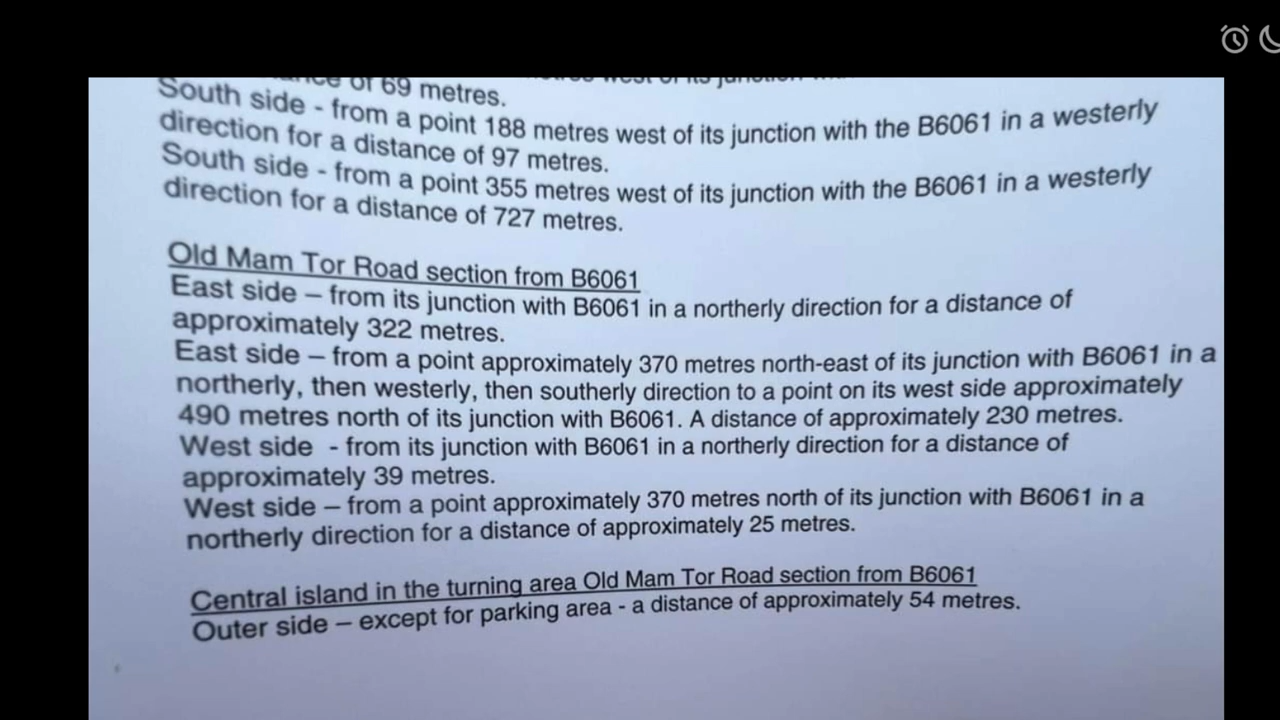 of 69 metres.
South side - from a point 188 metres west of its junction with the B6061 in a westerly
direction for a distance of 97 metres.
South side - from a point 355 metres west of its junction with the B6061 in a westerly
direction for a distance of 727 metres.
Old Mam Tor Road section from B6061
East side – from its junction with B6061 in a northerly direction for a distance of
approximately 322 metres.
East side – from a point approximately 370 metres north-east of its junction with B6061 in a
northerly, then westerly, then southerly direction to a point on its west side approximately
490 metres north of its junction with B6061. A distance of approximately 230 metres.
West side - from its junction with B6061 in a northerly direction for a distance of
approximately 39 metres.
West side – from a point approximately 370 metres north of its junction with B6061 in a
northerly direction for a distance of approximately 25 metres.
Central island in the turning area Old Mam Tor Road section from B6061
Outer side – except for parking area - a distance of approximately 54 metres.